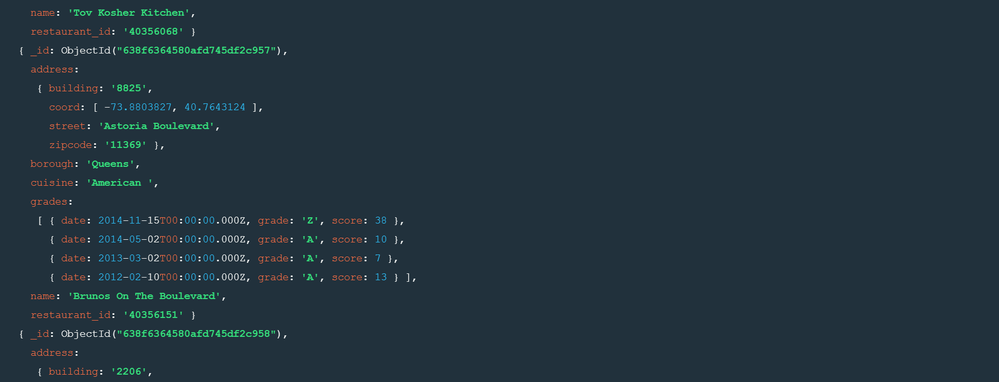 name: 'Tov Kosher Kitchen',
restaurant_id: '40356068' }
{ _id: ObjectId("638f6364580afd745df2c957"),
address:
{ building: '8825',
coord: [ -73.8803827, 40.7643124 ],
street: 'Astoria Boulevard',
zipcode: '11369' },
borough: 'Queens',
cuisine: 'American ',
grades:
[ { date: 2014-11-15T00:00:00.000Z, grade: 'Z', score: 38 },
{ date: 2014-05-02T00:00:00.000Z, grade: 'A', score: 10 },
{ date: 2013-03-02T00:00:00.000Z, grade: 'A', score: 7 },
{ date: 2012-02-10T00:00:00.000Z, grade: 'A', score: 13 } ],
name: 'Brunos On The Boulevard',
restaurant_id: '40356151' }
{ _id: ObjectId("638f6364580afd745df2c958"),
address:
{ building: '2206',